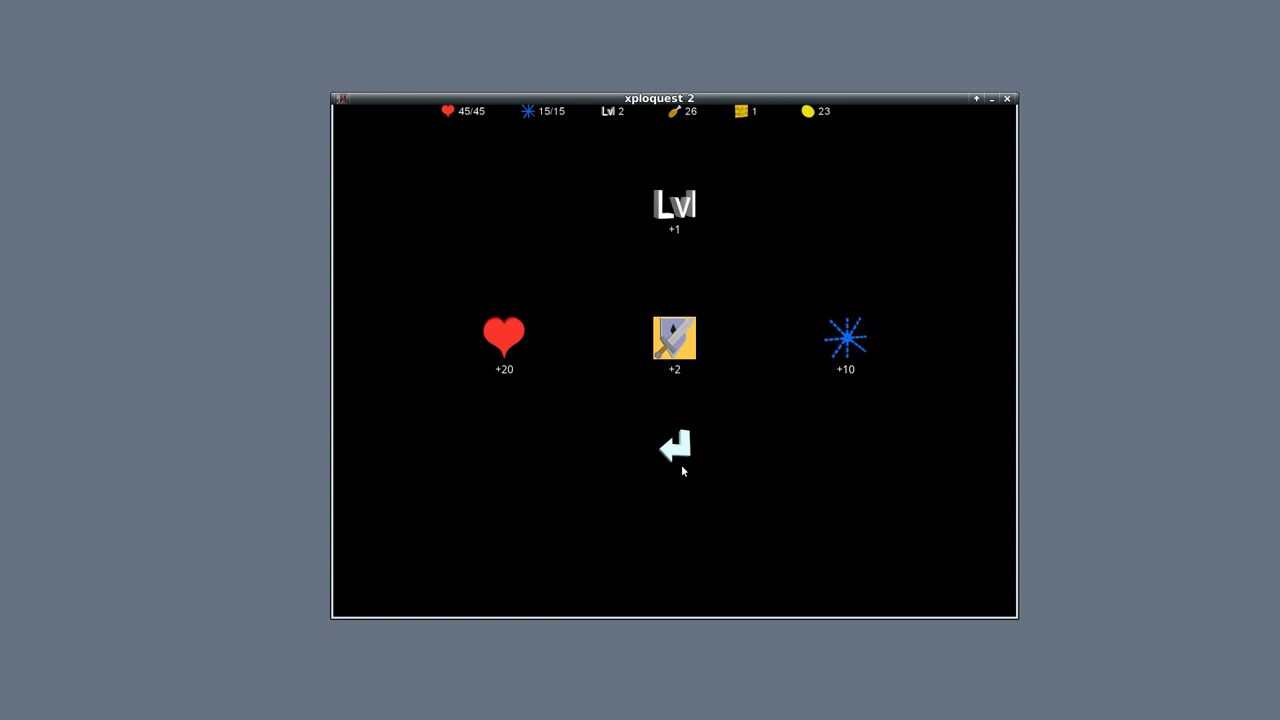 xploquest 2
45/45 15/15 Lvl 2 26 1 23
Lvl
+1
+20 +2 +10